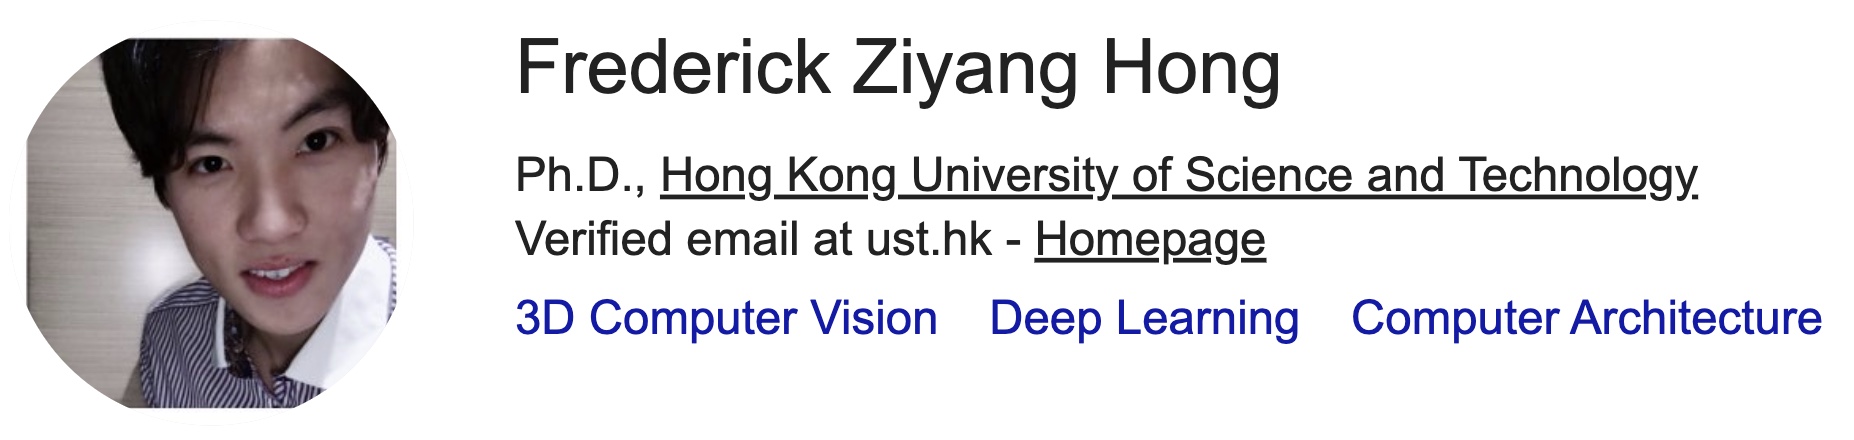 Frederick Ziyang Hong
Ph.D., Hong Kong University of Science and Technology
Verified email at ust.hk - Homepage
3D Computer Vision Deep Learning Computer Architecture